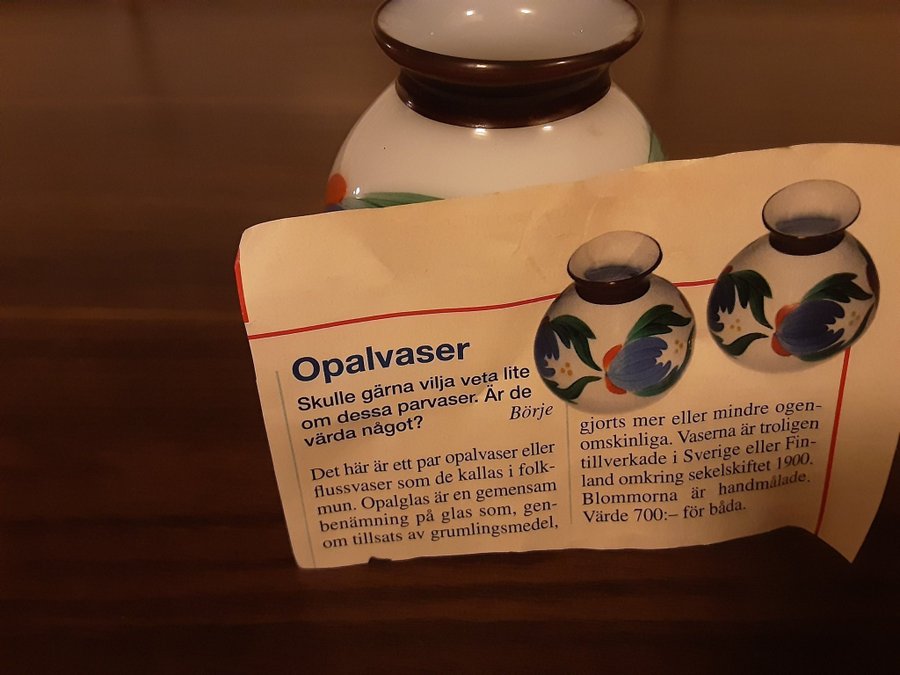 Opalvaser
Skulle gärna vilja veta lite
om dessa parvaser. Är de
värda något?
Börje
Det här är ett par opalvaser eller
flussvaser som de kallas i folk-
mun. Opalglas är en gemensam
benämning på glas som, gen-
om tillsats av grumlingsmedel,
gjorts mer eller mindre ogen-
omskinliga. Vaserna är troligen
tillverkade i Sverige eller Fin-
land omkring sekelskiftet 1900.
Blommorna är handmålade.
Värde 700:– för båda.